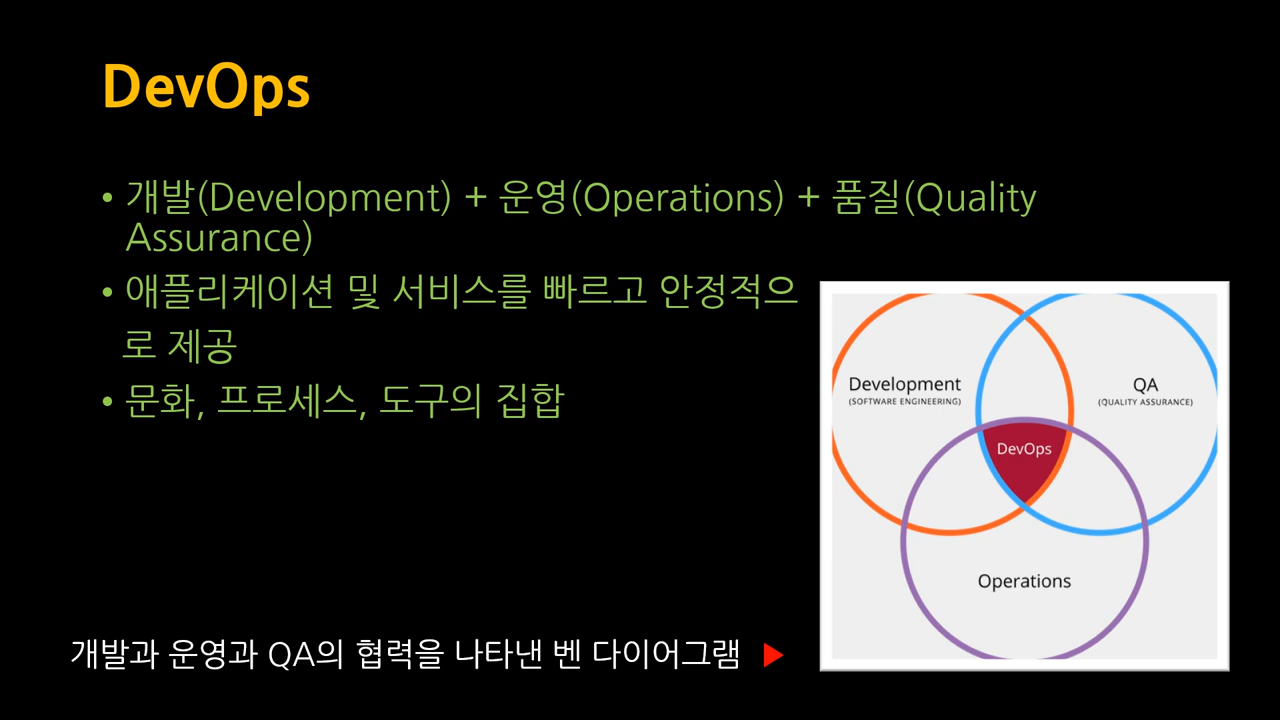 DevOps
• 개발(Development) + 운영(Operations) + 품질(Quality
Assurance)
• 애플리케이션 및 서비스를 빠르고 안정적으
로 제공
• 문화, 프로세스, 도구의 집합
Development
(SOFTWARE ENGINEERING)
QA
(QUALITY ASSURANCE)
DevOps
Operations
개발과 운영과 QA의 협력을 나타낸 벤 다이어그램 ▶